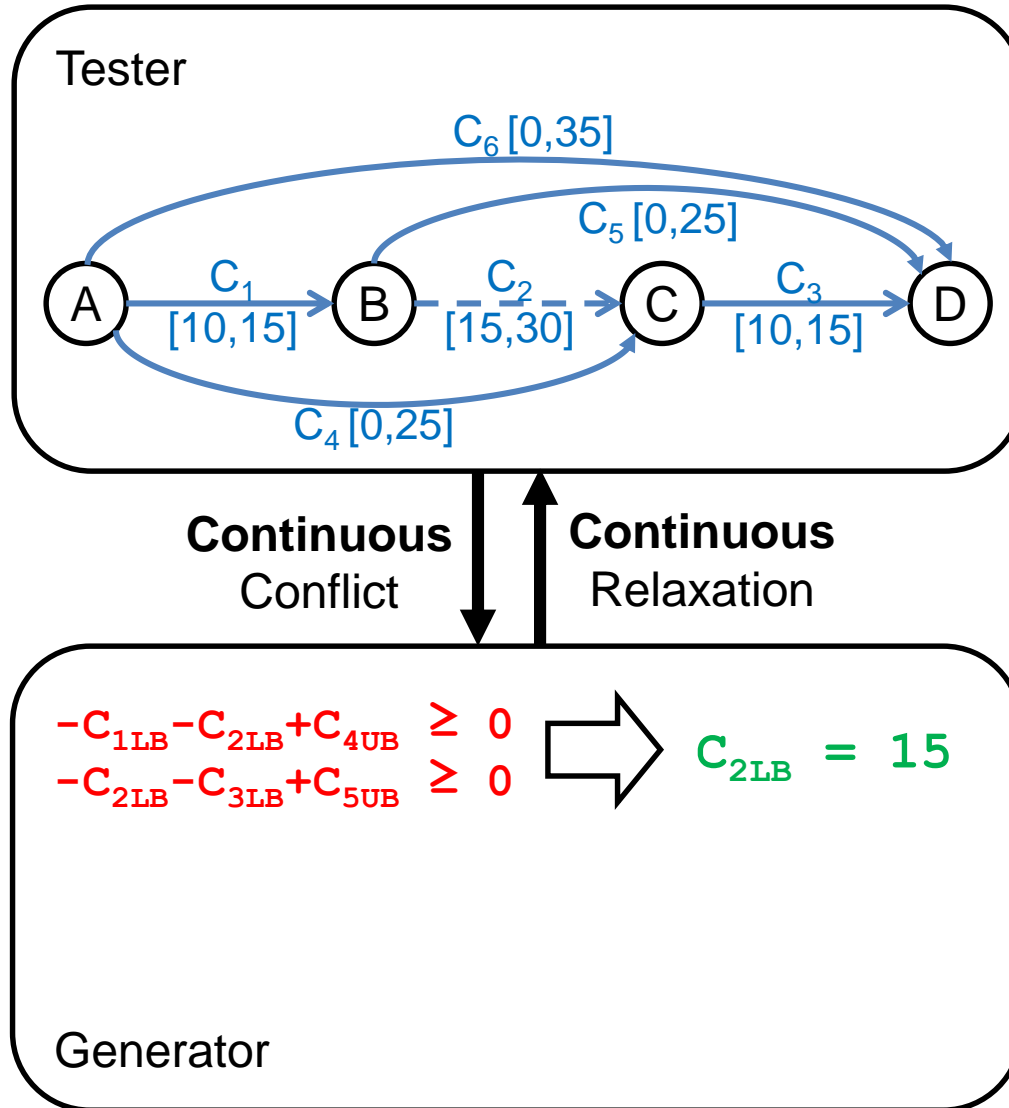 Tester
C₆ [0,35]
C₅ [0,25]
A
C₁
[10,15]
B
C₂
[15,30]
C
C₃
[10,15]
D
C₄ [0,25]
Continuous
Conflict
Continuous
Relaxation
-C₁LB-C₂LB+C₄UB ≥ 0
-C₂LB-C₃LB+C₅UB ≥ 0
C₂LB = 15
Generator